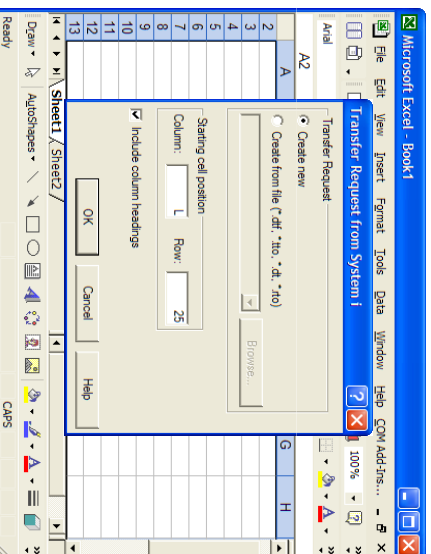 Microsoft Excel - Book1
File Edit View Insert Format Tools Data Window Help COM Add-Ins...
100%
Arial
A2
A G H
2
3
4
5
6
7
8
9
10
11
12
13
Transfer Request from System i
Transfer Request
Create new
Create from file (*.dtf, *.tto, *.dt, *.rto)
Browse...
Starting cell position
Column: L Row: 25
Include column headings
OK Cancel Help
Sheet1 Sheet2
Draw AutoShapes
Ready CAPS